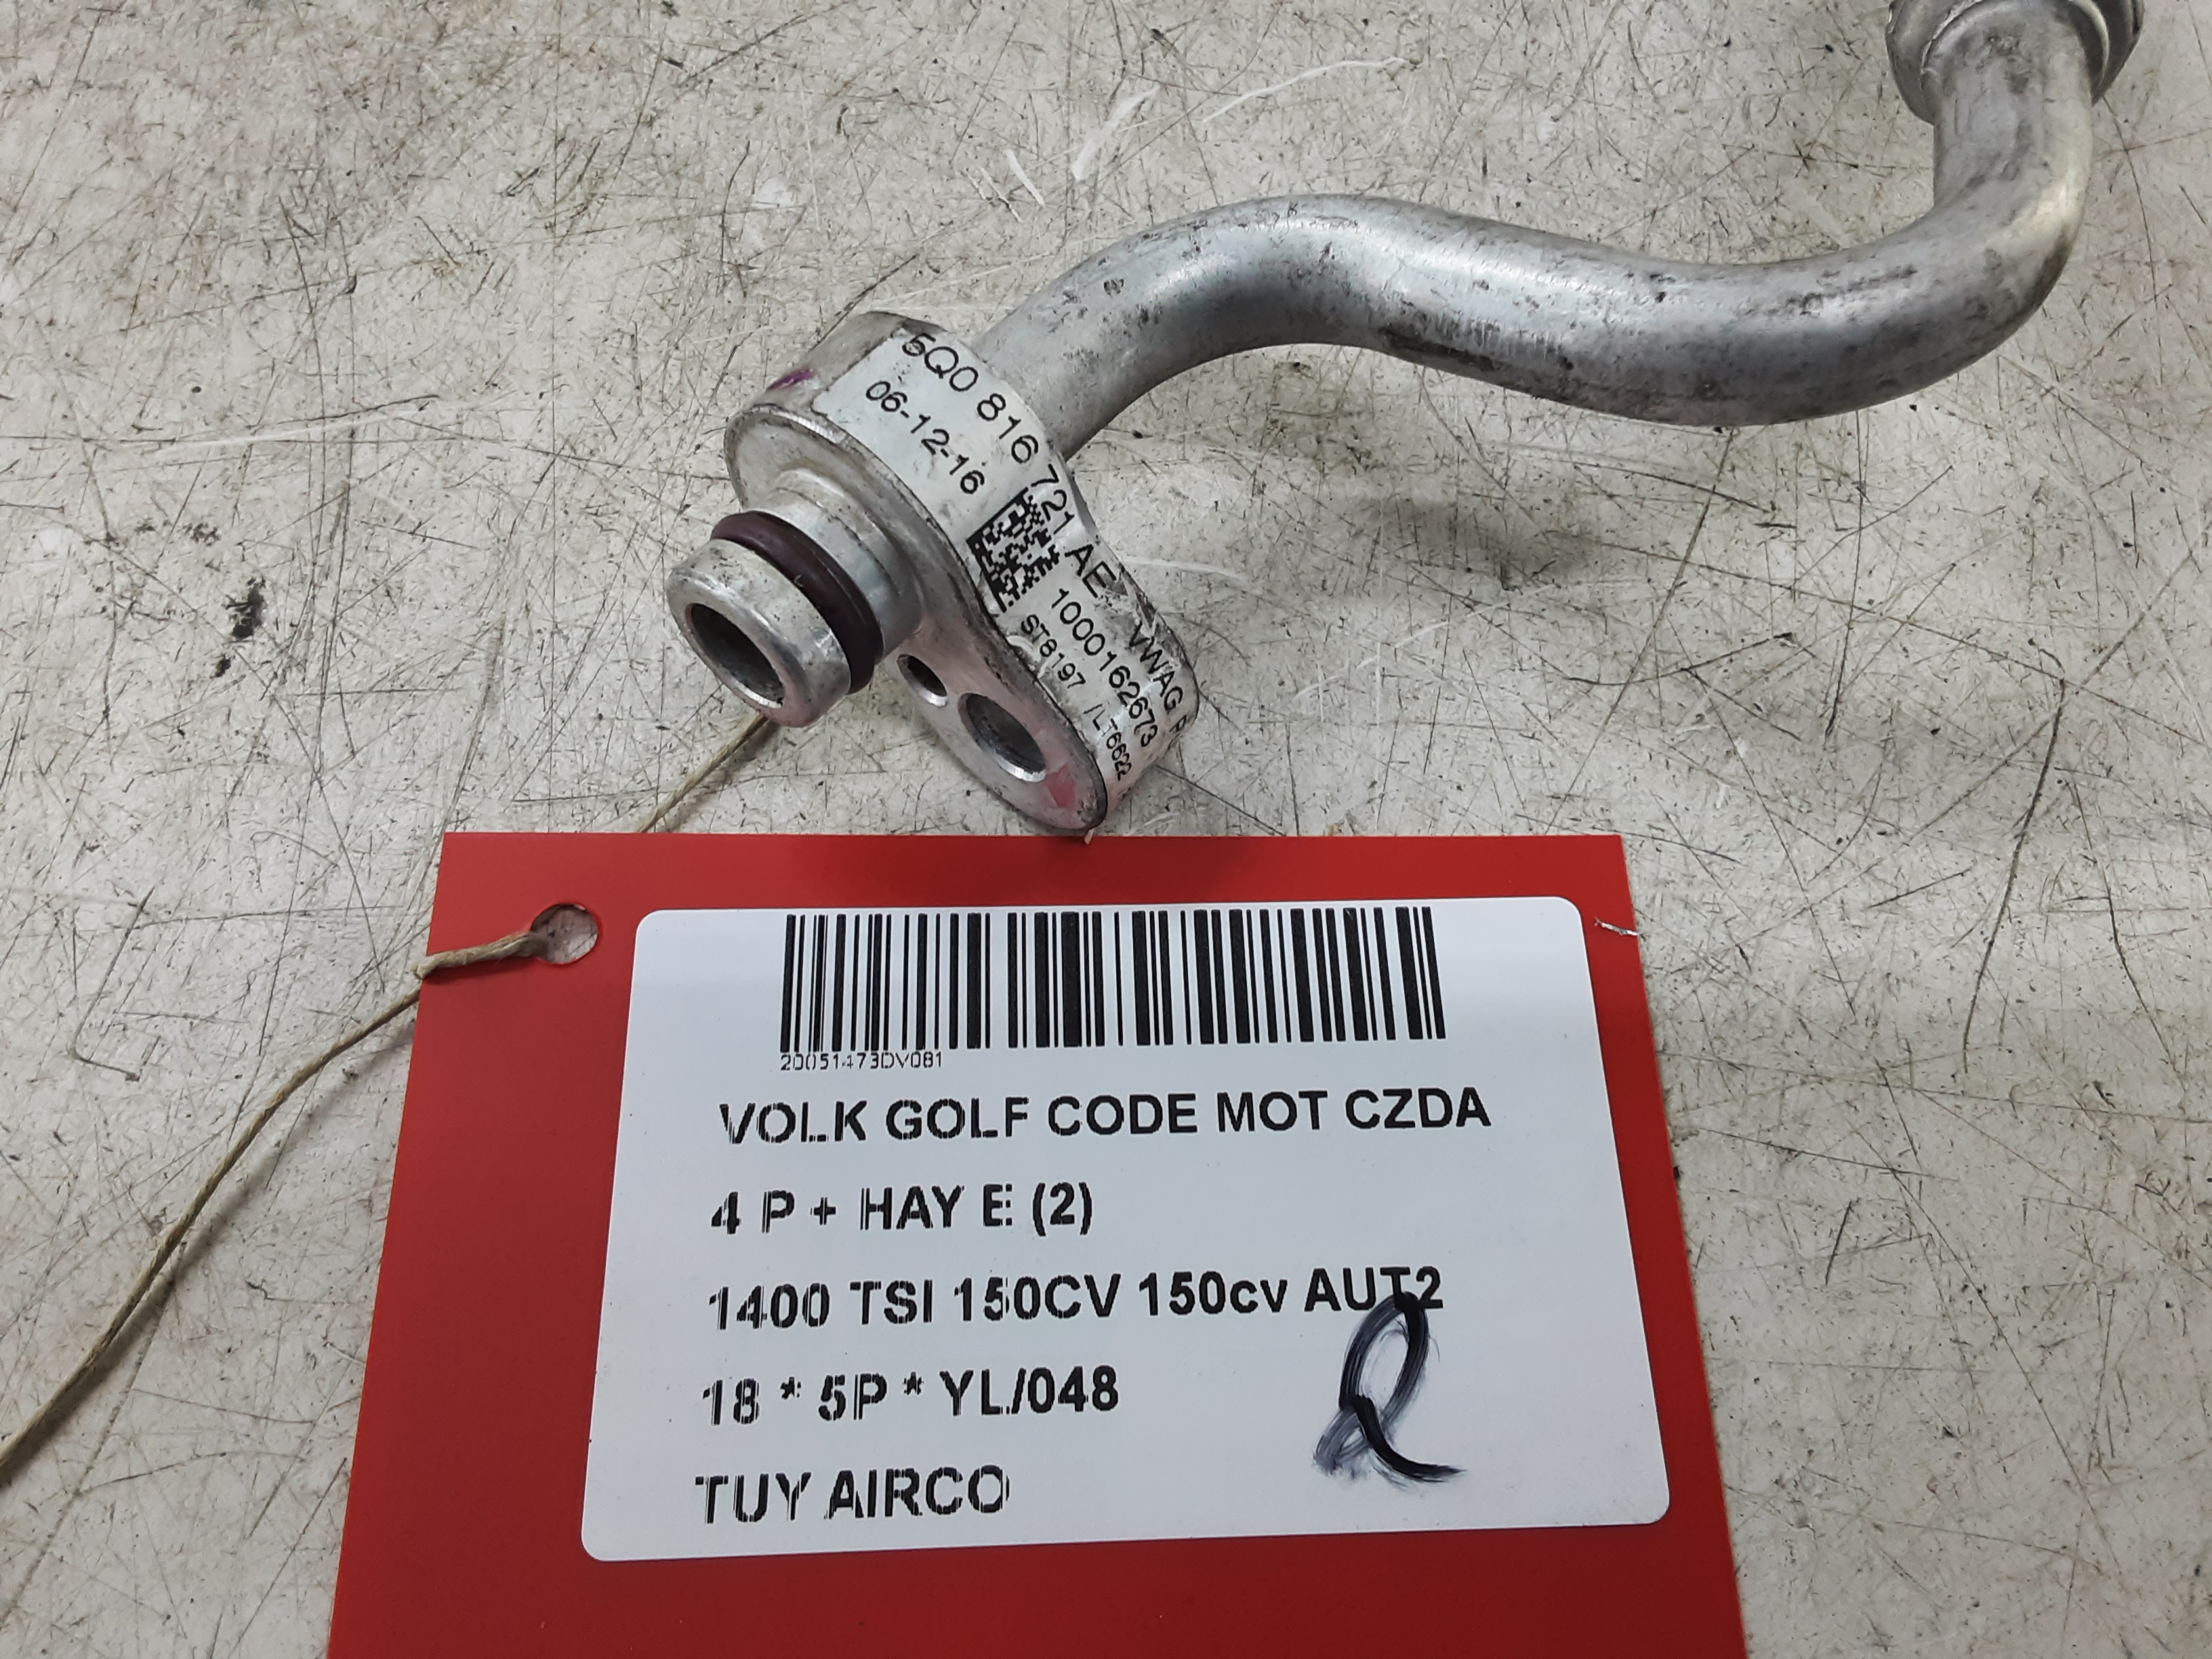 5Q0 816 721 AE VWAG
06-12-16
1000162673
ST8197 /LT6622
20051473DV081
VOLK GOLF CODE MOT CZDA
4 P + HAY E (2)
1400 TSI 150CV 150cv AUT2
18 * 5P * YL/048
TUY AIRCO